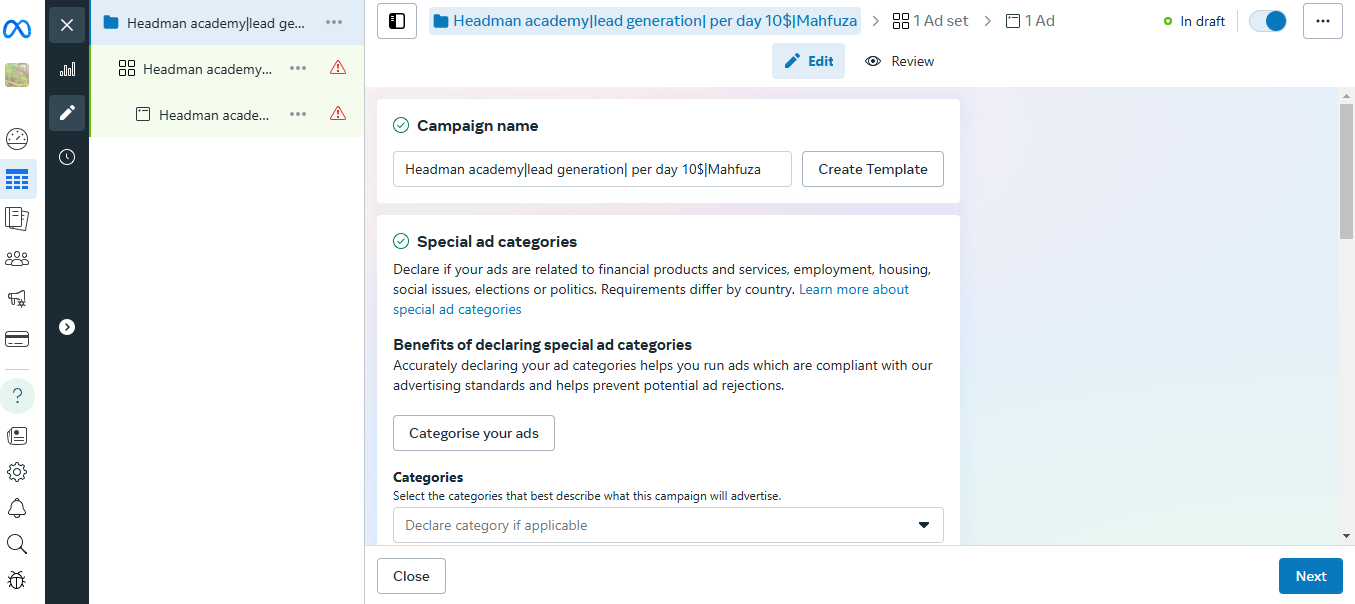 Headman academy|lead ge...
Headman academy...
Headman acade...
Headman academy|lead generation| per day 10$|Mahfuza
1 Ad set
1 Ad
In draft
Edit
Review
Campaign name
Headman academy|lead generation| per day 10$|Mahfuza
Create Template
Special ad categories
Declare if your ads are related to financial products and services, employment, housing,
social issues, elections or politics. Requirements differ by country. Learn more about
special ad categories
Benefits of declaring special ad categories
Accurately declaring your ad categories helps you run ads which are compliant with our
advertising standards and helps prevent potential ad rejections.
Categorise your ads
Categories
Select the categories that best describe what this campaign will advertise.
Declare category if applicable
Close
Next